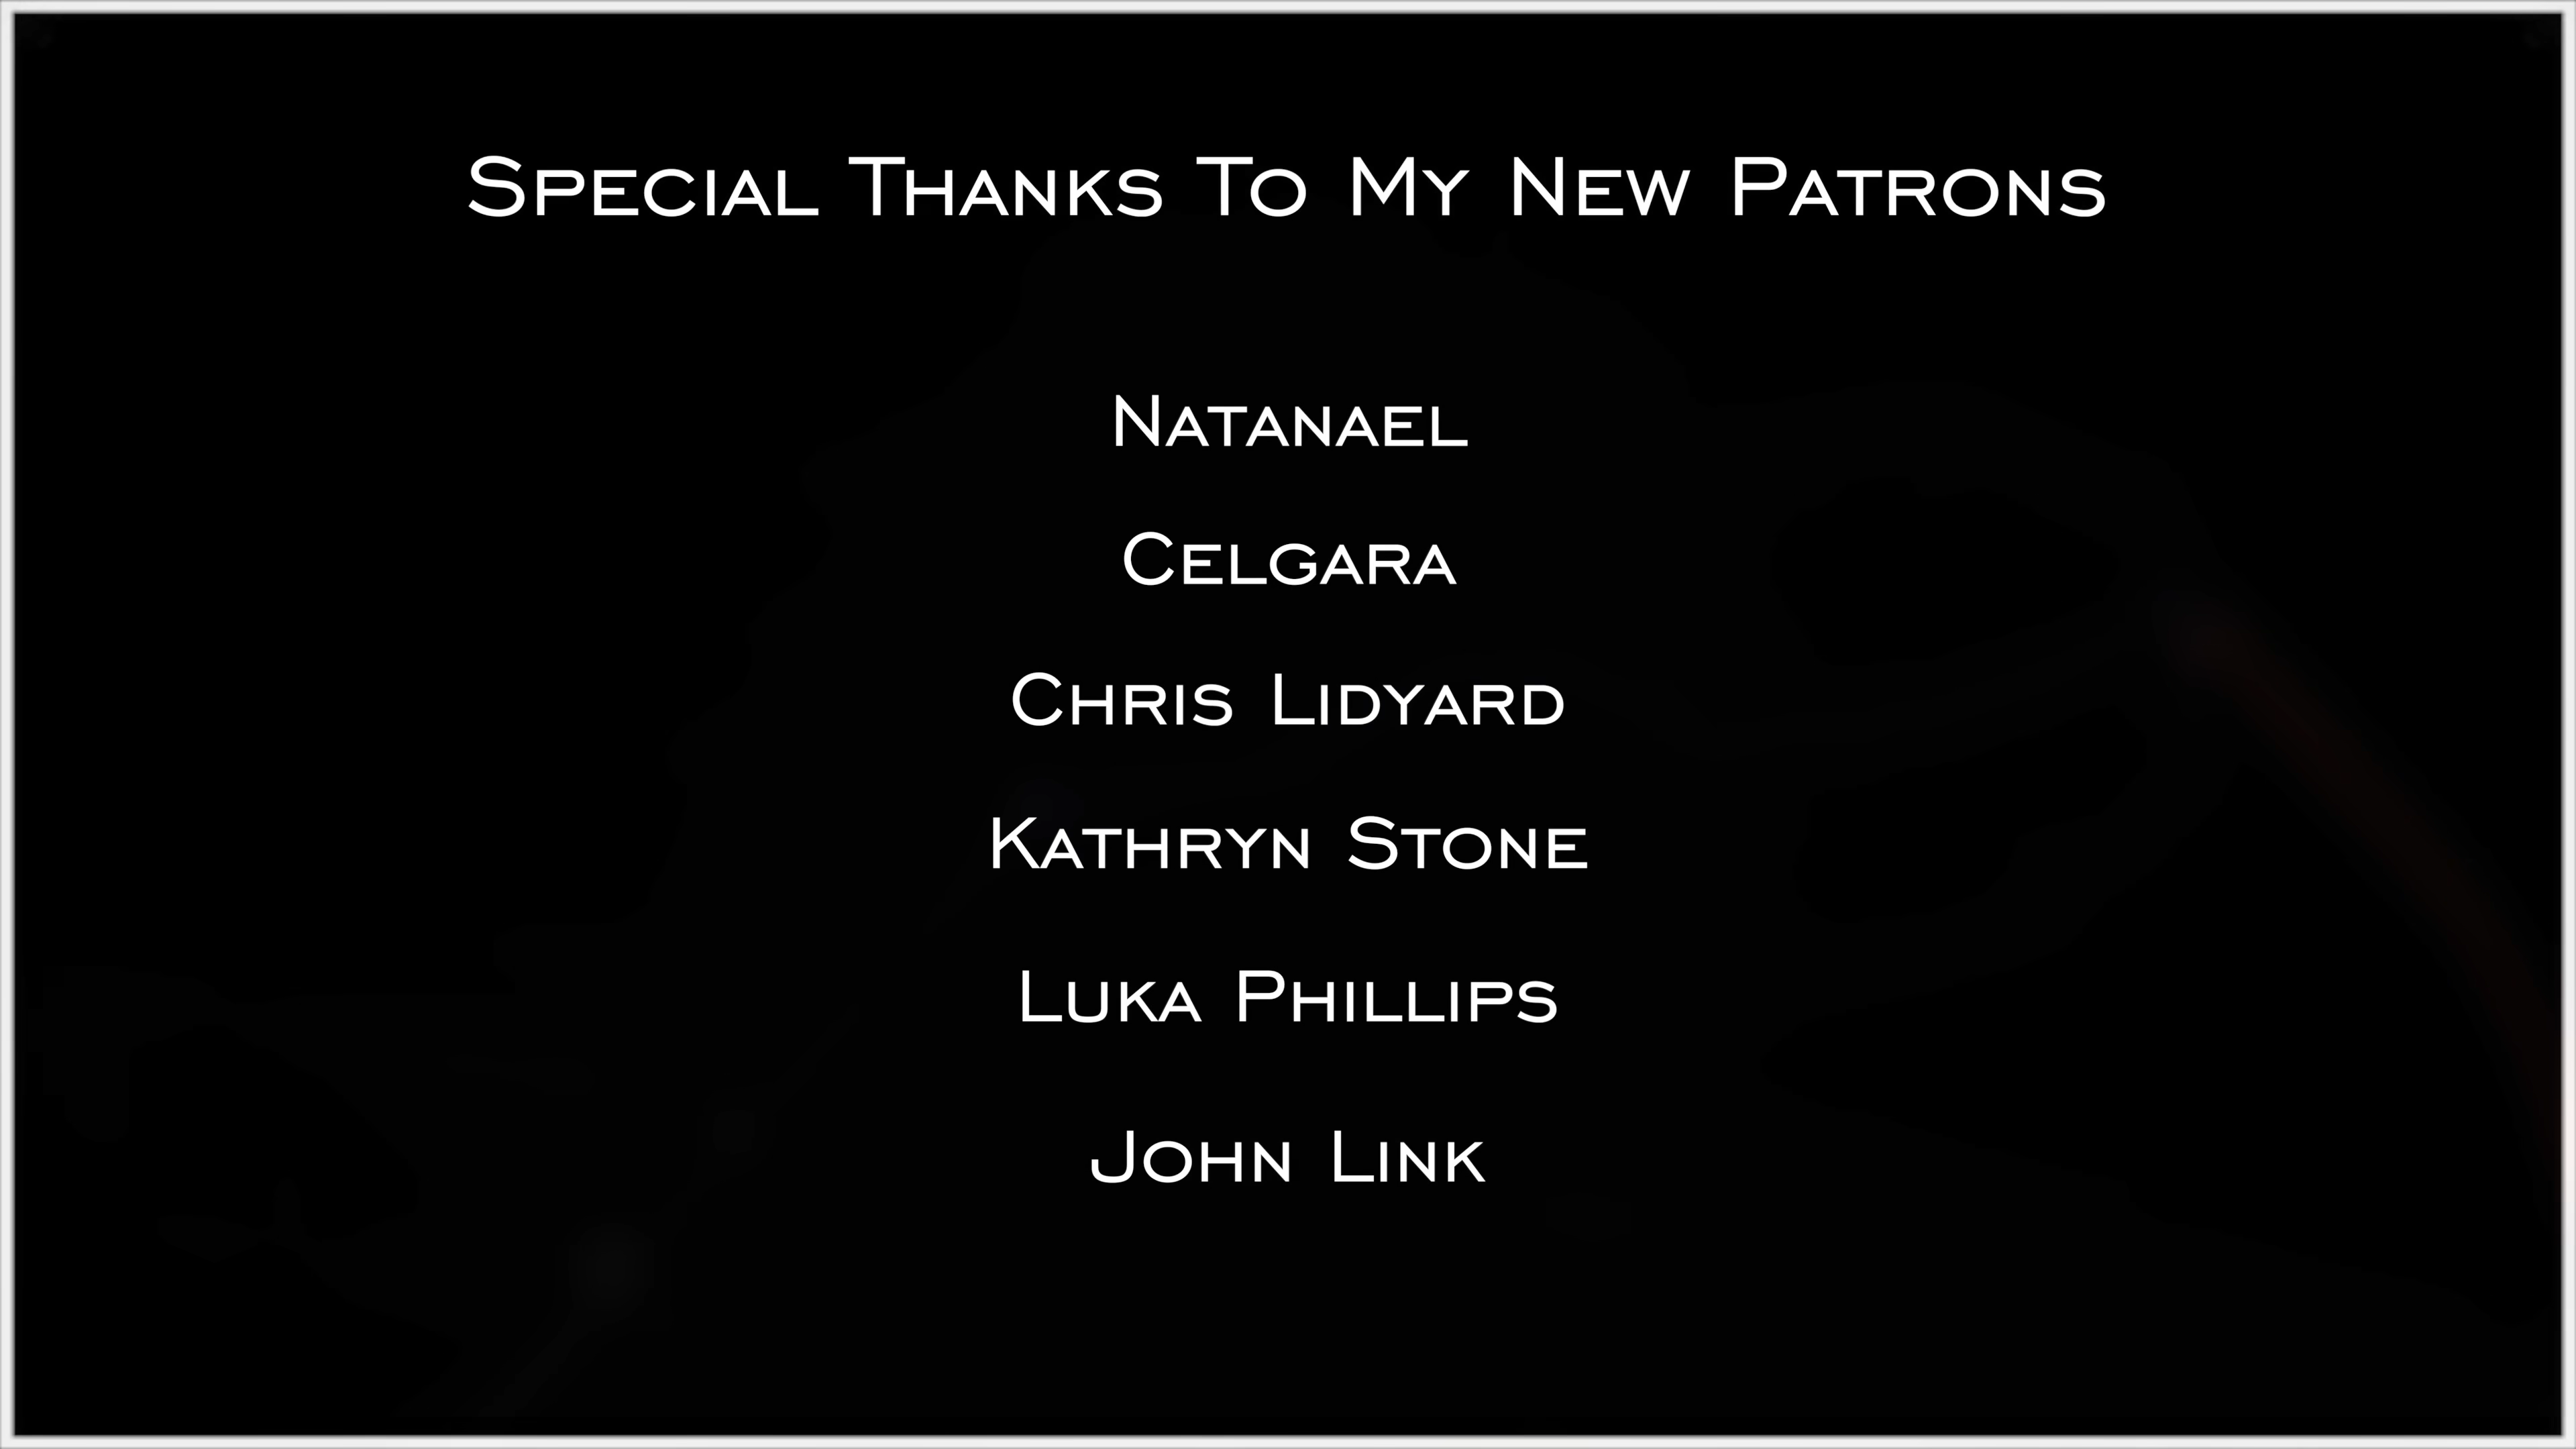 Special Thanks To My New Patrons
Natanael
Celgara
Chris Lidyard
Kathryn Stone
Luka Phillips
John Link